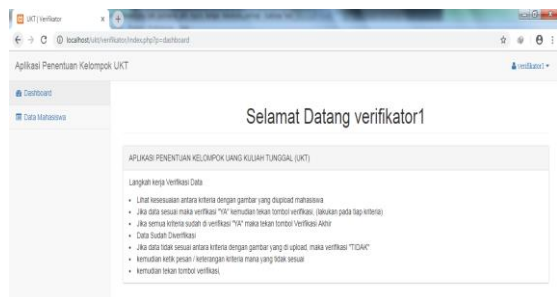 UKT | Verifikator
localhost/ukt/verifikator/index.php?p=dashboard
Aplikasi Penentuan Kelompok UKT
verifikator1
Dashboard
Data Mahasiswa
Selamat Datang verifikator1
APLIKASI PENENTUAN KELOMPOK UANG KULIAH TUNGGAL (UKT)
Langkah kerja Verifikasi Data
Lihat kesesuaian antara kriteria dengan gambar yang diupload mahasiswa
Jika data sesuai maka verifikasi "YA" kemudian tekan tombol verifikasi, (lakukan pada tiap kriteria)
Jika semua kriteria sudah di verifikasi "YA" maka tekan tombol Verifikasi Akhir
Data Sudah Diverifikasi
Jika data tidak sesuai antara kriteria dengan gambar yang di upload, maka verifikasi "TIDAK"
kemudian ketik pesan / keterangan kriteria mana yang tidak sesuai
kemudian tekan tombol verifikasi,